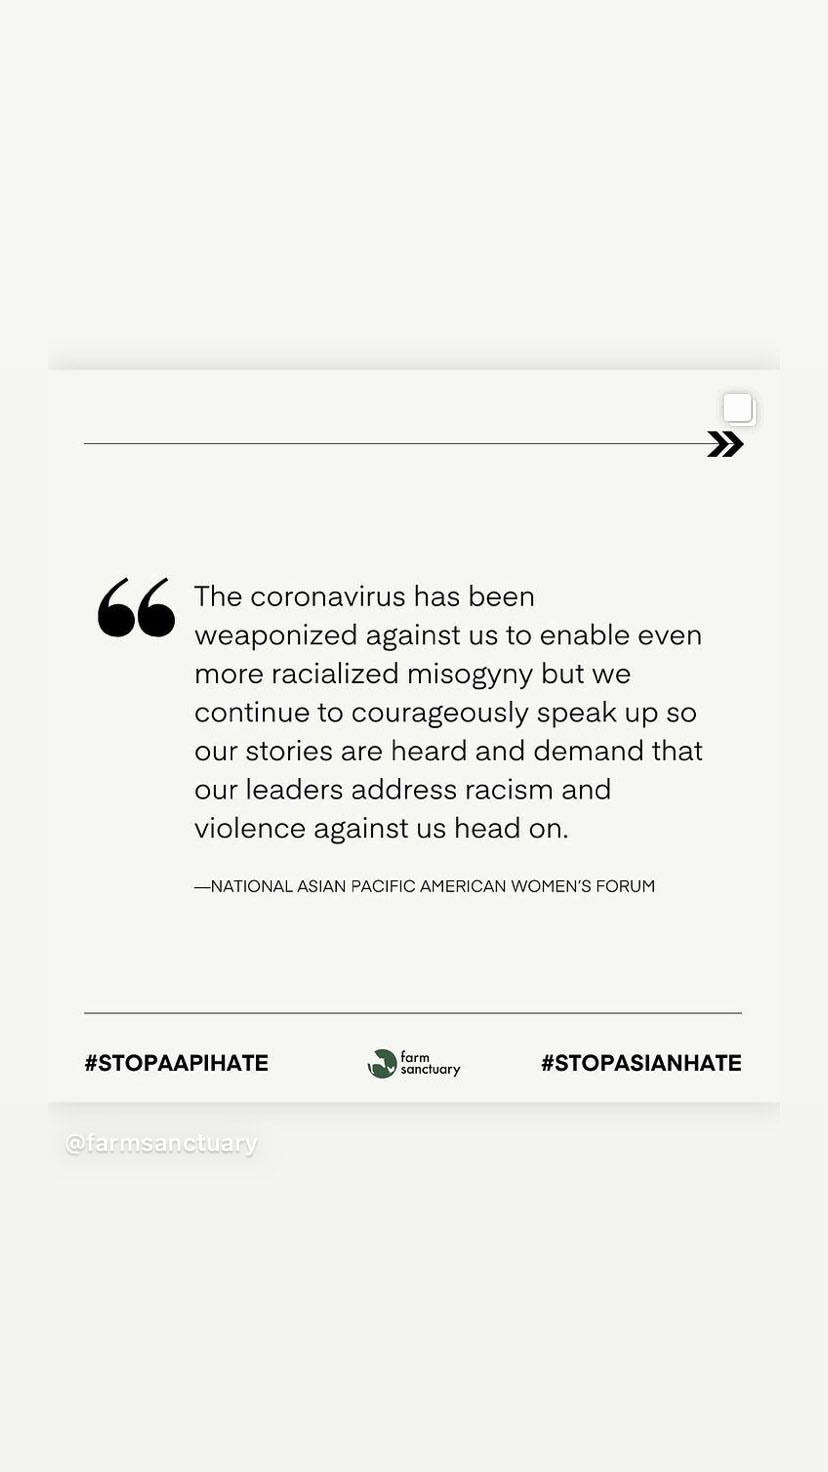 “
The coronavirus has been
weaponized against us to enable even
more racialized misogyny but we
continue to courageously speak up so
our stories are heard and demand that
our leaders address racism and
violence against us head on.
—NATIONAL ASIAN PACIFIC AMERICAN WOMEN’S FORUM
#STOPAAPIHATE
farm
sanctuary
#STOPASIANHATE
@farmsanctuary